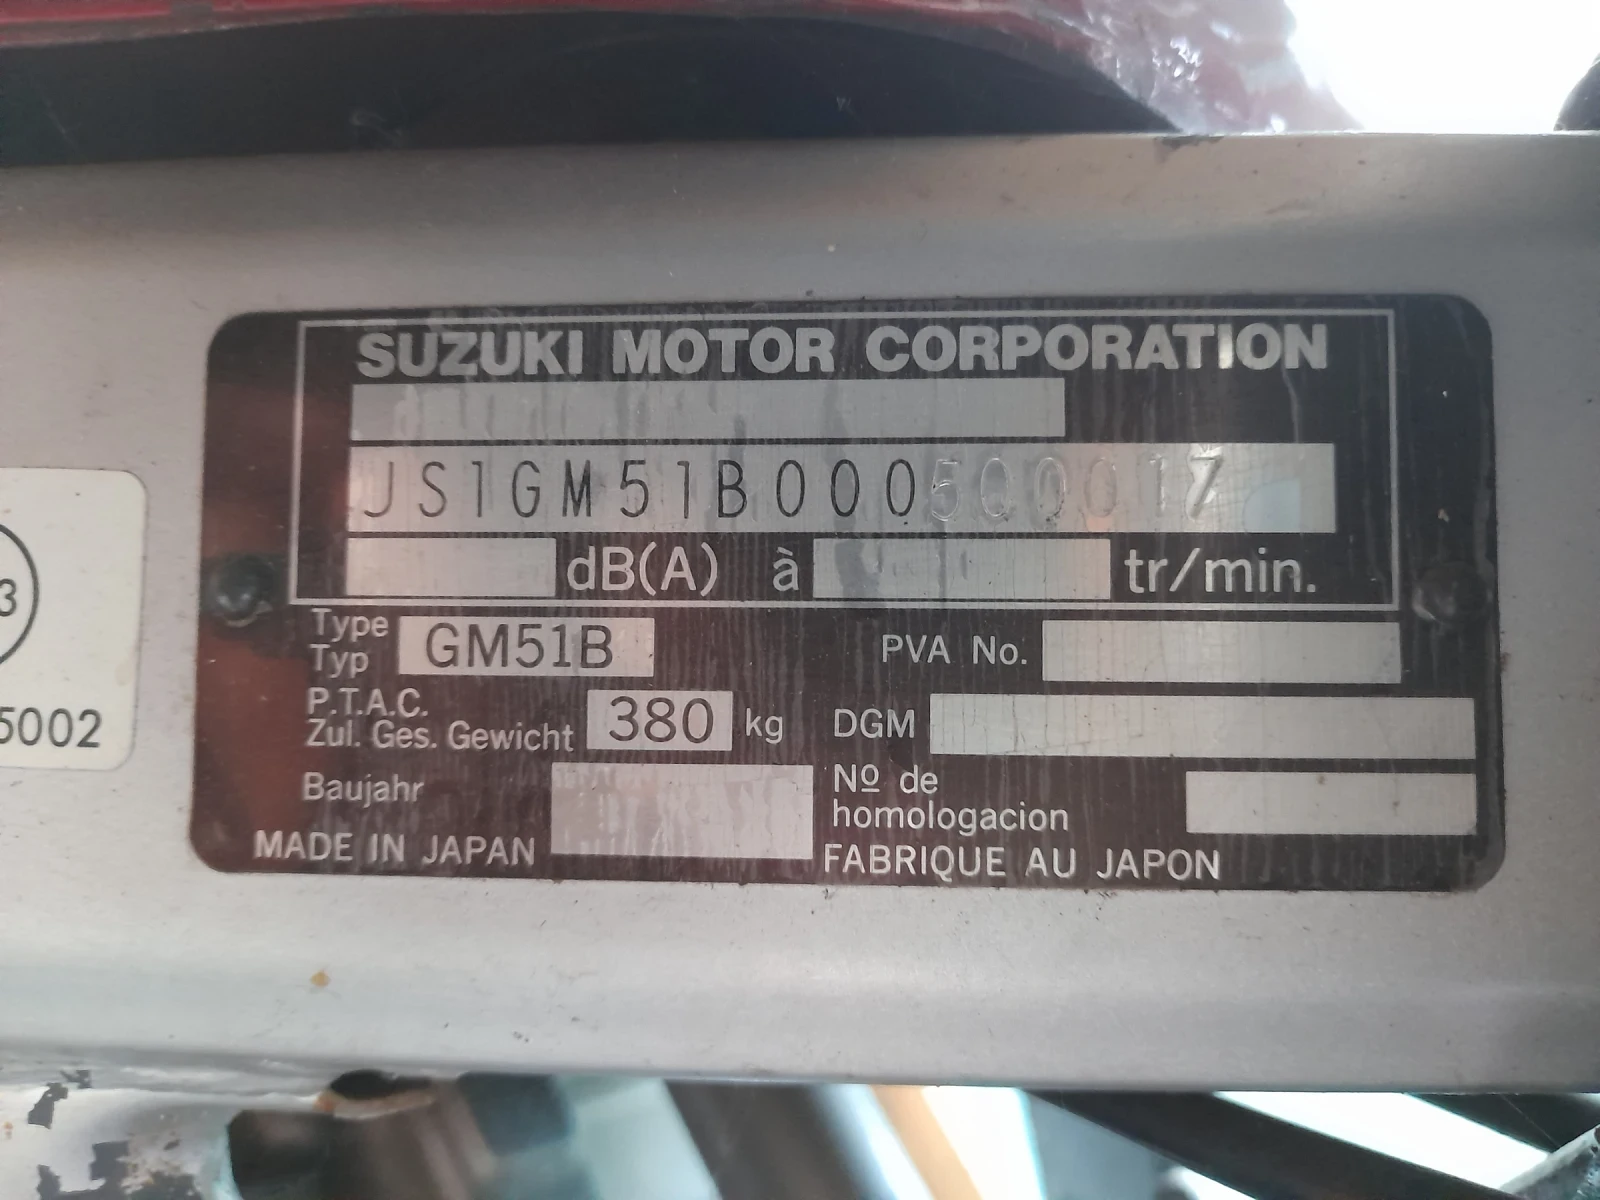 SUZUKI MOTOR CORPORATION
JS1GM51B000500017
dB(A) à tr/min.
3
Type
Typ GM51B PVA No.
P.T.A.C.
Zul. Ges. Gewicht 380 kg DGM
5002
Baujahr Nº de
homologacion
MADE IN JAPAN FABRIQUE AU JAPON